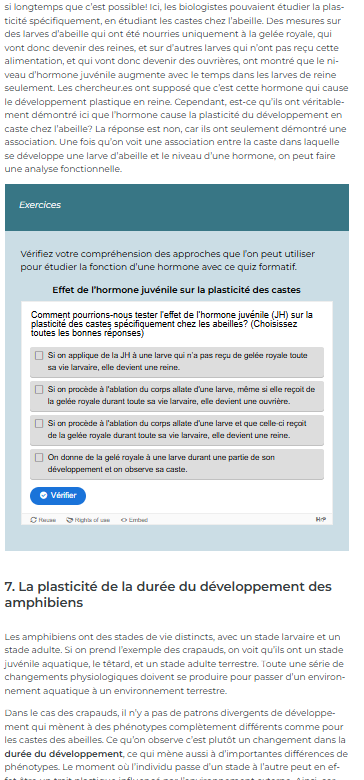 si longtemps que c'est possible! Ici, les biologistes pouvaient étudier la plas-
ticité spécifiquement, en étudiant les castes chez l'abeille. Des mesures sur
des larves d'abeille qui ont été nourries uniquement à la gelée royale, qui
vont donc devenir des reines, et sur d'autres larves qui n'ont pas reçu cette
alimentation, et qui vont donc devenir des ouvrières, ont montré que le ni-
veau d'hormone juvénile augmente avec le temps dans les larves de reine
seulement. Les chercheur.es ont supposé que c'est cette hormone qui cause
le développement plastique en reine. Cependant, est-ce qu'ils ont véritable-
ment démontré ici que l'hormone cause la plasticité du développement en
caste chez l'abeille? La réponse est non, car ils ont seulement démontré une
association. Une fois qu'on voit une association entre la caste dans laquelle
se développe une larve d'abeille et le niveau d'une hormone, on peut faire
une analyse fonctionnelle.
Exercices
Vérifiez votre compréhension des approches que l'on peut utiliser
pour étudier la fonction d'une hormone avec ce quiz formatif.
Effet de l'hormone juvénile sur la plasticité des castes
Comment pourrions-nous tester l'effet de l'hormone juvénile (JH) sur la
plasticité des castes spécifiquement chez les abeilles? (Choisissez
toutes les bonnes réponses)
Si on applique de la JH à une larve qui n'a pas reçu de gelée royale toute
sa vie larvaire, elle devient une reine.
Si on procède à l'ablation du corps allate d'une larve, même si elle reçoit de
la gelée royale durant toute sa vie larvaire, elle devient une ouvrière.
Si on procède à l'ablation du corps allate d'une larve et que celle-ci reçoit
de la gelée royale durant toute sa vie larvaire, elle devient une reine.
On donne de la gelé royale à une larve durant une partie de son
développement et on observe sa caste.
Vérifier
Reuse Rights of use Embed H-P
7. La plasticité de la durée du développement des
amphibiens
Les amphibiens ont des stades de vie distincts, avec un stade larvaire et un
stade adulte. Si on prend l'exemple des crapauds, on voit qu'ils ont un stade
juvénile aquatique, le têtard, et un stade adulte terrestre. Toute une série de
changements physiologiques doivent se produire pour passer d'un environ-
nement aquatique à un environnement terrestre.
Dans le cas des crapauds, il n'y a pas de patrons divergents de développe-
ment qui mènent à des phénotypes complètement différents comme pour
les castes des abeilles. Ce qu'on observe c'est plutôt un changement dans la
durée du développement, ce qui mène aussi à d'importantes différences de
phénotypes. Le moment où l'individu passe d'un stade à l'autre peut en ef-